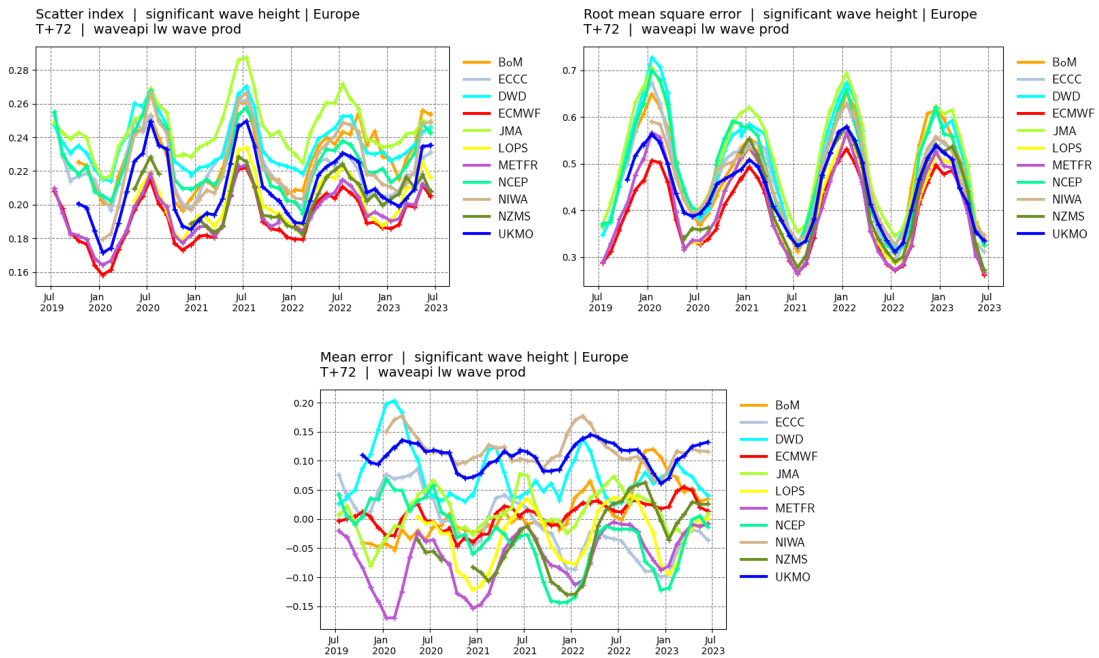 Scatter index | significant wave height | Europe
T+72 | waveapi lw wave prod
0.28
0.26
0.24
0.22
0.20
0.18
0.16
Jul 2019
Jan 2020
Jul 2020
Jan 2021
Jul 2021
Jan 2022
Jul 2022
Jan 2023
Jul 2023
BoM
ECCC
DWD
ECMWF
JMA
LOPS
METFR
NCEP
NIWA
NZMS
UKMO
Root mean square error | significant wave height | Europe
T+72 | waveapi lw wave prod
0.7
0.6
0.5
0.4
0.3
Jul 2019
Jan 2020
Jul 2020
Jan 2021
Jul 2021
Jan 2022
Jul 2022
Jan 2023
Jul 2023
BoM
ECCC
DWD
ECMWF
JMA
LOPS
METFR
NCEP
NIWA
NZMS
UKMO
Mean error | significant wave height | Europe
T+72 | waveapi lw wave prod
0.20
0.15
0.10
0.05
0.00
−0.05
−0.10
−0.15
Jul 2019
Jan 2020
Jul 2020
Jan 2021
Jul 2021
Jan 2022
Jul 2022
Jan 2023
Jul 2023
BoM
ECCC
DWD
ECMWF
JMA
LOPS
METFR
NCEP
NIWA
NZMS
UKMO